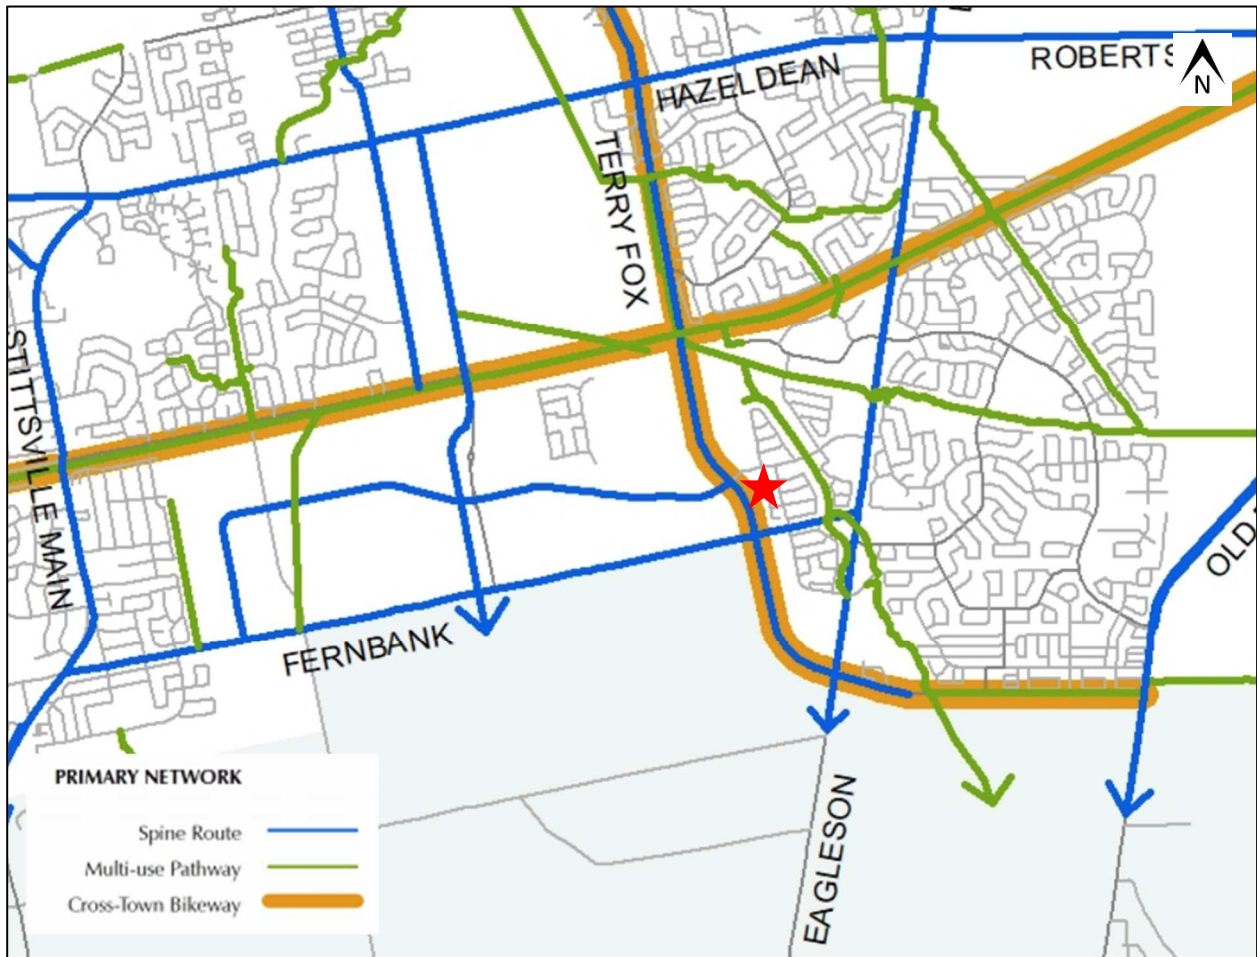 ROBERTS
N
HAZELDEAN
TERRY FOX
STITTSVILLE MAIN
OLD
FERNBANK
EAGLESON
PRIMARY NETWORK
Spine Route
Multi-use Pathway
Cross-Town Bikeway